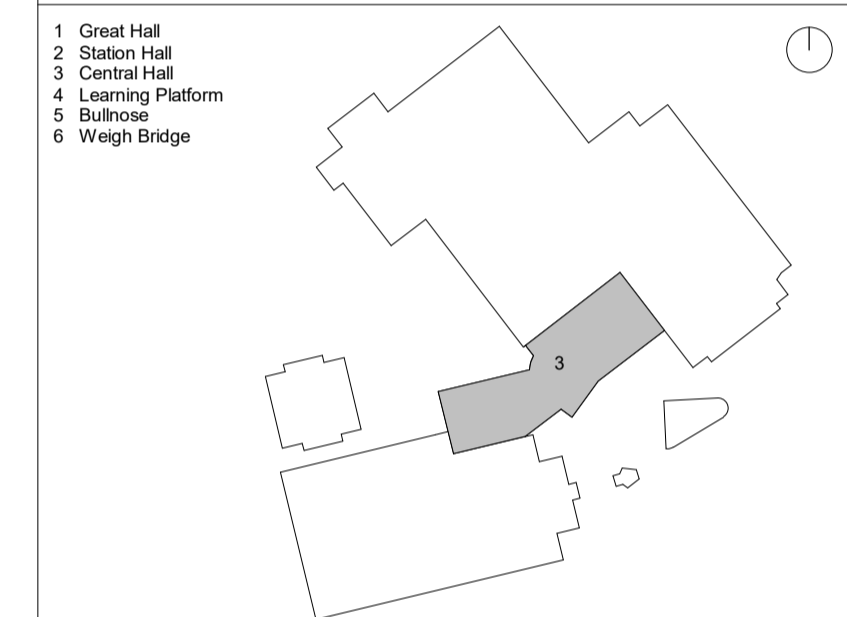 1 Great Hall
2 Station Hall
3 Central Hall
4 Learning Platform
5 Bullnose
6 Weigh Bridge
3